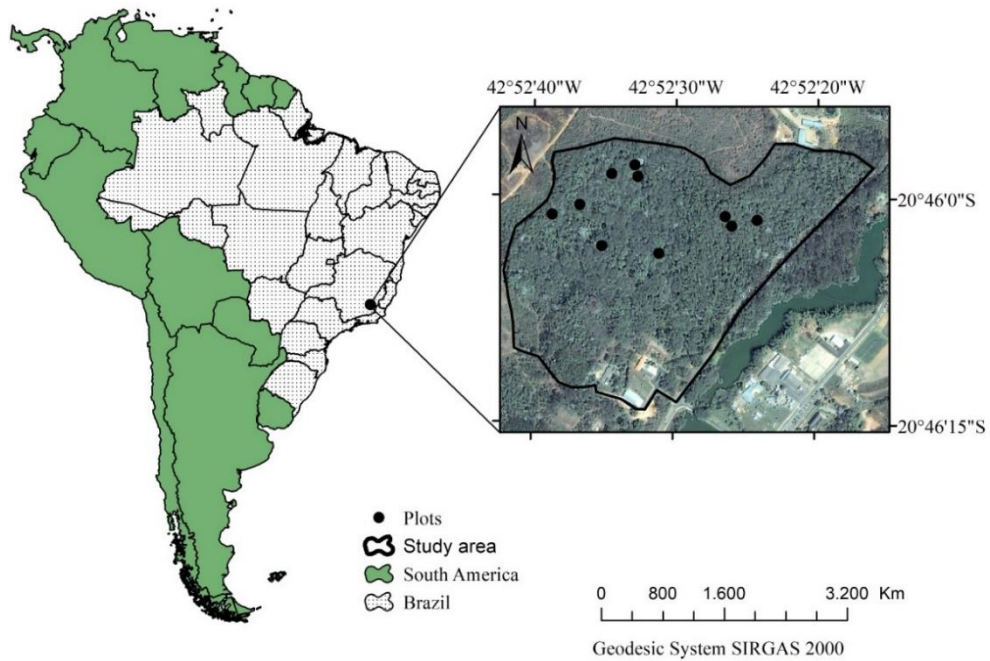 42°52'40"W 42°52'30"W 42°52'20"W
N
20°46'0"S
20°46'15"S
Plots
Study area
South America
Brazil
0 800 1.600 3.200 Km
Geodesic System SIRGAS 2000